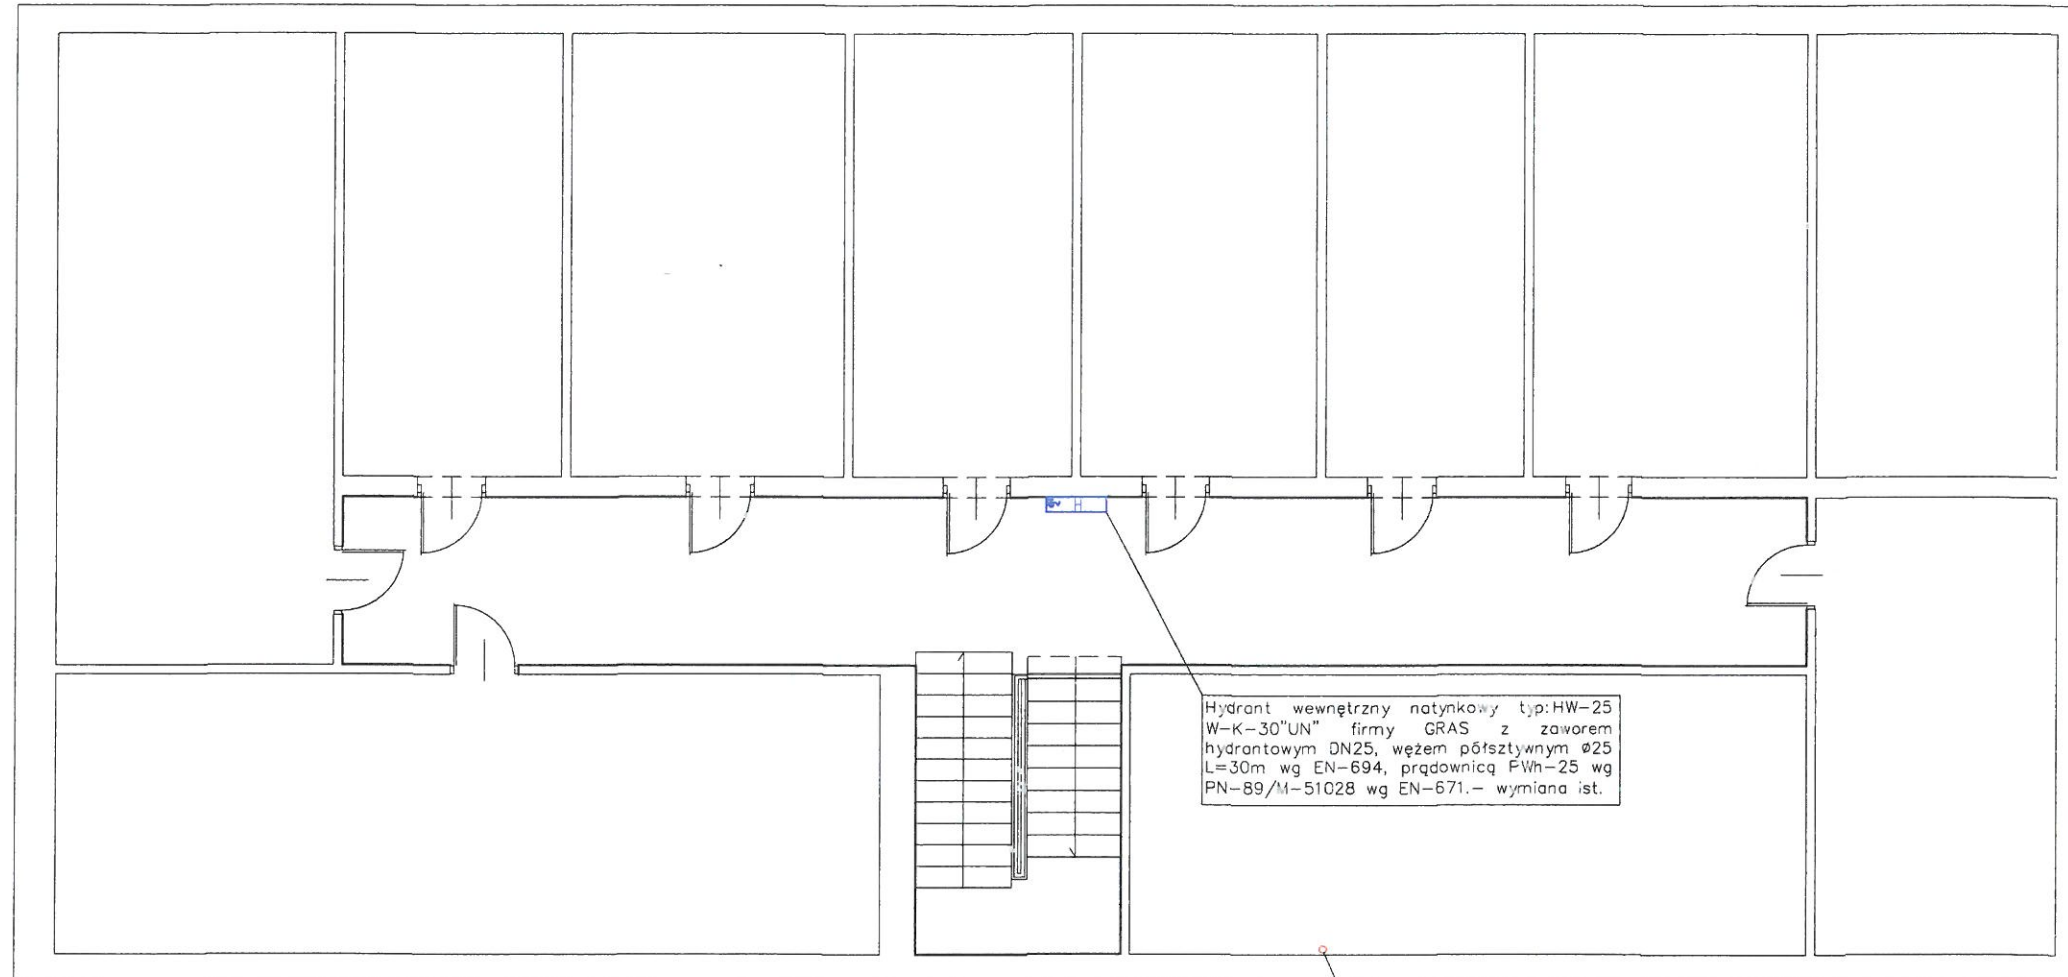 H
Hydrant wewnętrzny natynkowy typ:HW-25
W-K-30"UN" firmy GRAS z zaworem
hydrantowym DN25, wężem półsztywnym ø25
L=30m wg EN-694, prądownicą PWh-25 wg
PN-89/M-51028 wg EN-671.- wymiana ist.